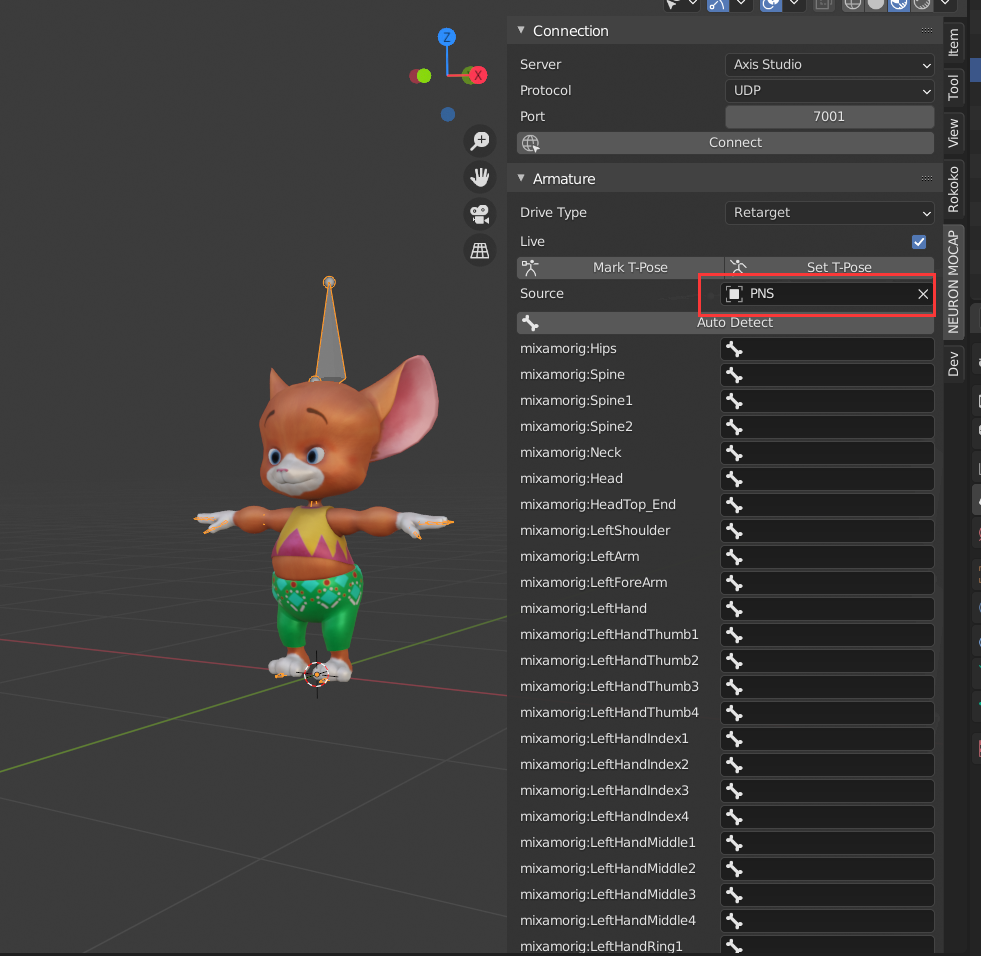 Z
X
Connection
Server Axis Studio
Protocol UDP
Port 7001
Connect
Armature
Drive Type Retarget
Live
Mark T-Pose Set T-Pose
Source PNS
Auto Detect
mixamorig:Hips
mixamorig:Spine
mixamorig:Spine1
mixamorig:Spine2
mixamorig:Neck
mixamorig:Head
mixamorig:HeadTop_End
mixamorig:LeftShoulder
mixamorig:LeftArm
mixamorig:LeftForeArm
mixamorig:LeftHand
mixamorig:LeftHandThumb1
mixamorig:LeftHandThumb2
mixamorig:LeftHandThumb3
mixamorig:LeftHandThumb4
mixamorig:LeftHandIndex1
mixamorig:LeftHandIndex2
mixamorig:LeftHandIndex3
mixamorig:LeftHandIndex4
mixamorig:LeftHandMiddle1
mixamorig:LeftHandMiddle2
mixamorig:LeftHandMiddle3
mixamorig:LeftHandMiddle4
mixamorig:LeftHandRing1
Item
Tool
View
Rokoko
NEURON MOCAP
Dev